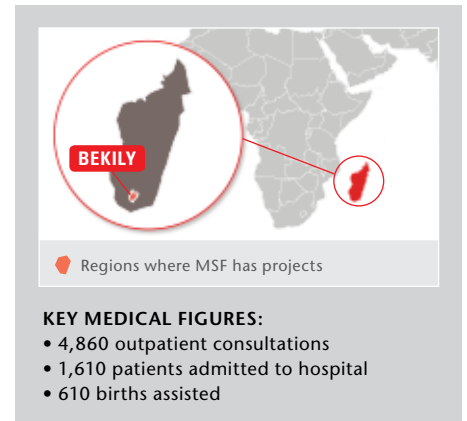 BEKILY
Regions where MSF has projects
KEY MEDICAL FIGURES:
• 4,860 outpatient consultations
• 1,610 patients admitted to hospital
• 610 births assisted